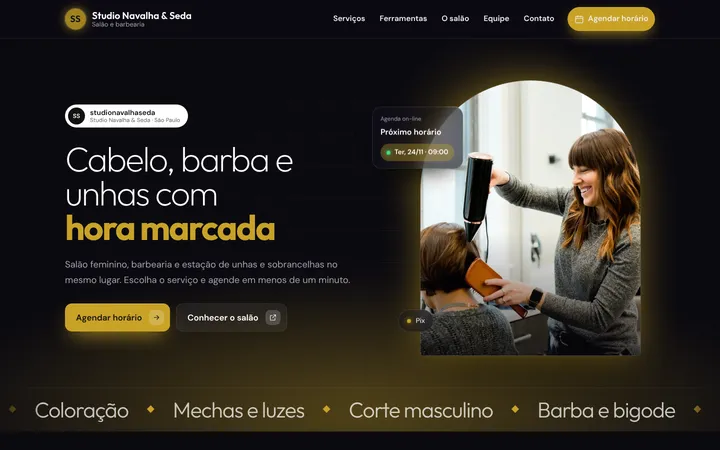 SS
Studio Navalha & Seda
Salão e barbearia
Serviços
Ferramentas
O salão
Equipe
Contato
Agendar horário
SS
studionavalhaseda
Studio Navalha & Seda · São Paulo
Cabelo, barba e
unhas com
hora marcada
Salão feminino, barbearia e estação de unhas e sobrancelhas no
mesmo lugar. Escolha o serviço e agende em menos de um minuto.
Agendar horário
Conhecer o salão
Agenda on-line
Próximo horário
Ter, 24/11 · 09:00
Pix
Coloração
Mechas e luzes
Corte masculino
Barba e bigode